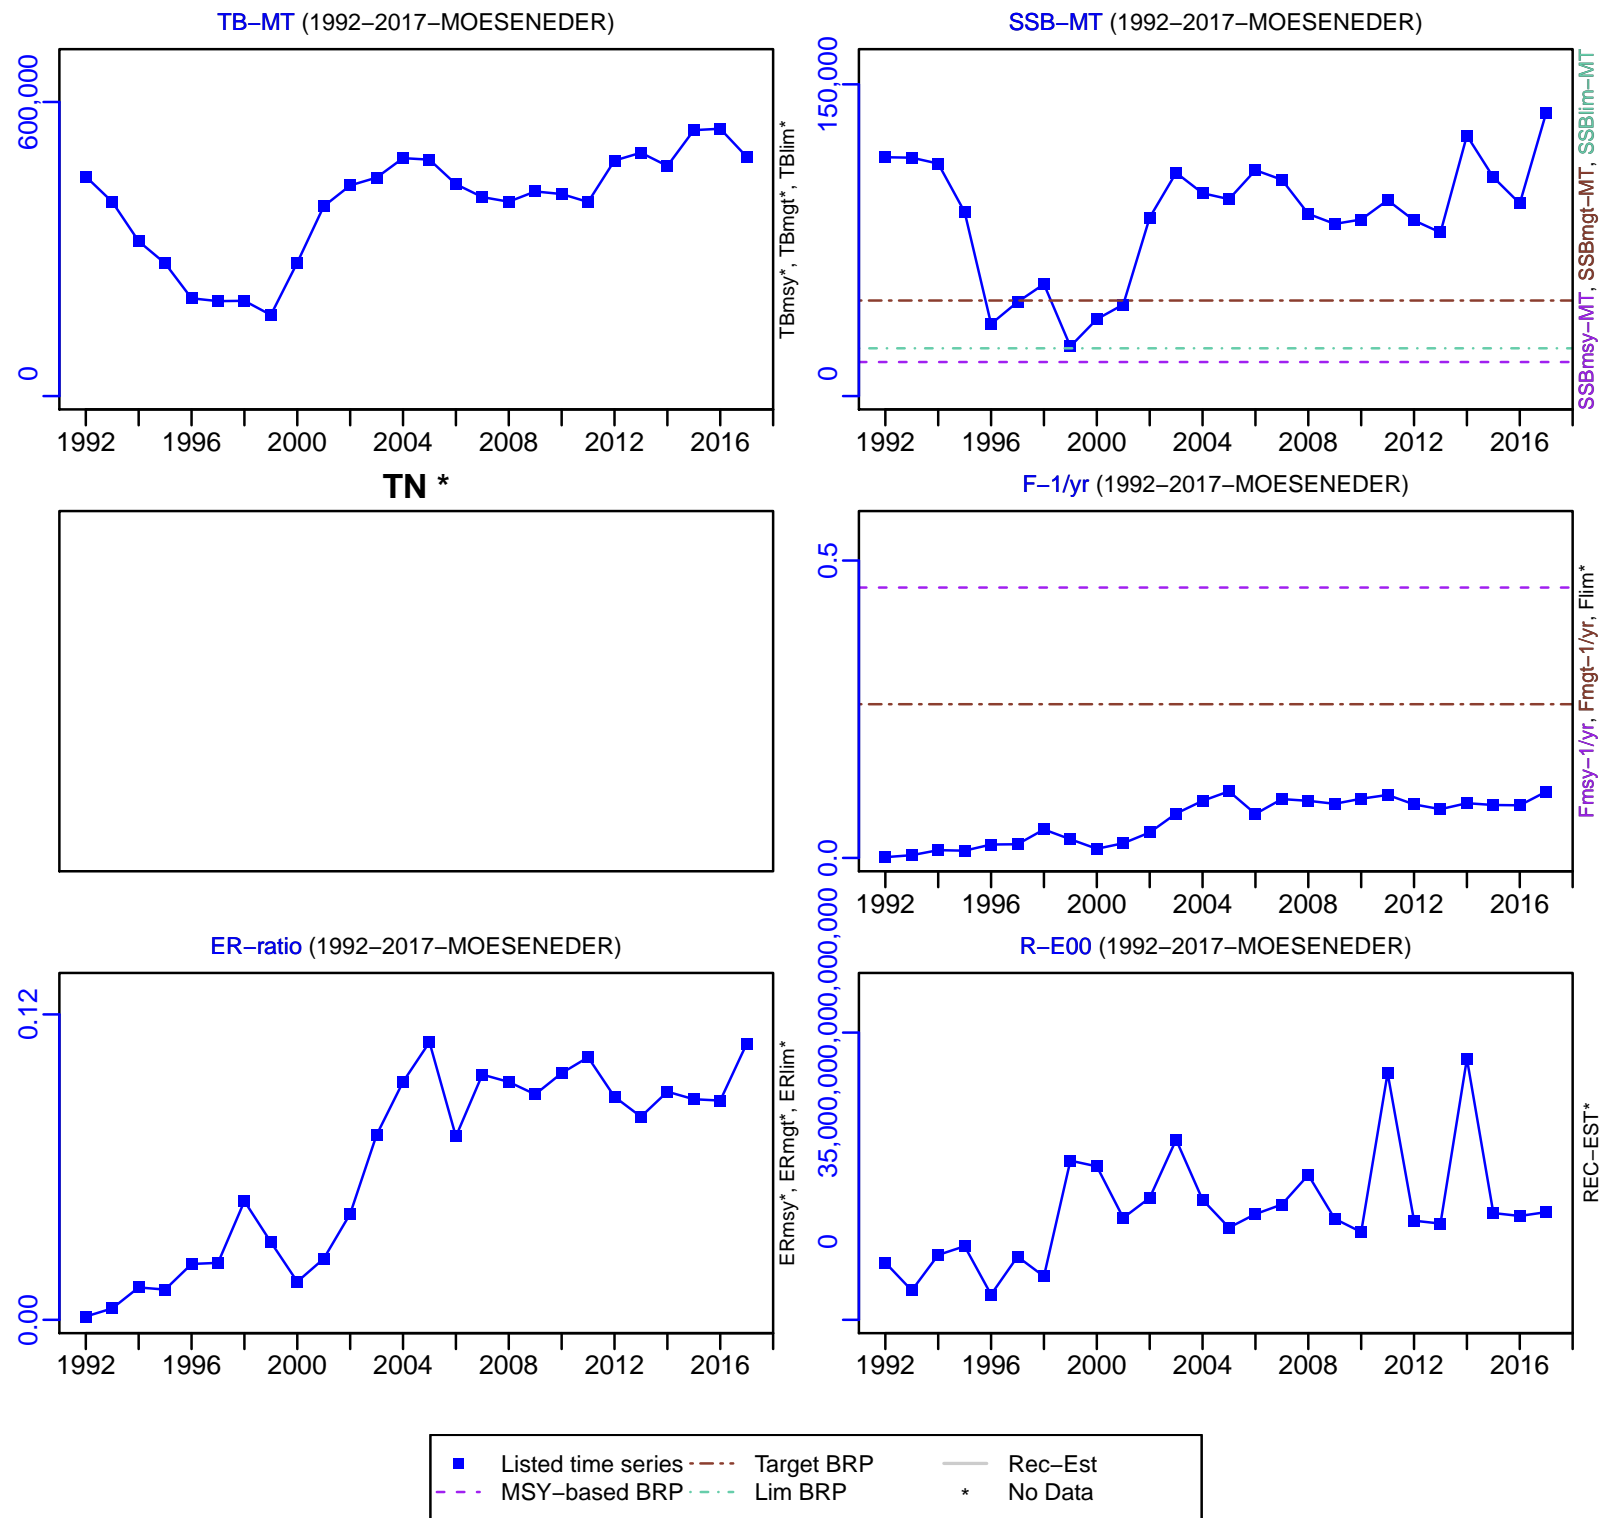 TB−MT (1992−2017−MOESENEDER)
600,000
0
1992 1996 2000 2004 2008 2012 2016
TBmsy*, TBmgt*, TBlim*
SSB−MT (1992−2017−MOESENEDER)
150,000
0
1992 1996 2000 2004 2008 2012 2016
SSBmsy−MT, SSBmgt−MT, SSBlim−MT
TN *
F−1/yr (1992−2017−MOESENEDER)
0.5
0.0
1992 1996 2000 2004 2008 2012 2016
Fmsy−1/yr, Fmgt−1/yr, Flim*
ER−ratio (1992−2017−MOESENEDER)
0.12
0.00
1992 1996 2000 2004 2008 2012 2016
ERmsy*, ERmgt*, ERlim*
R−E00 (1992−2017−MOESENEDER)
35,000,000,000,000
0
1992 1996 2000 2004 2008 2012 2016
REC−EST*
Listed time series Target BRP Rec−Est
MSY−based BRP Lim BRP * No Data